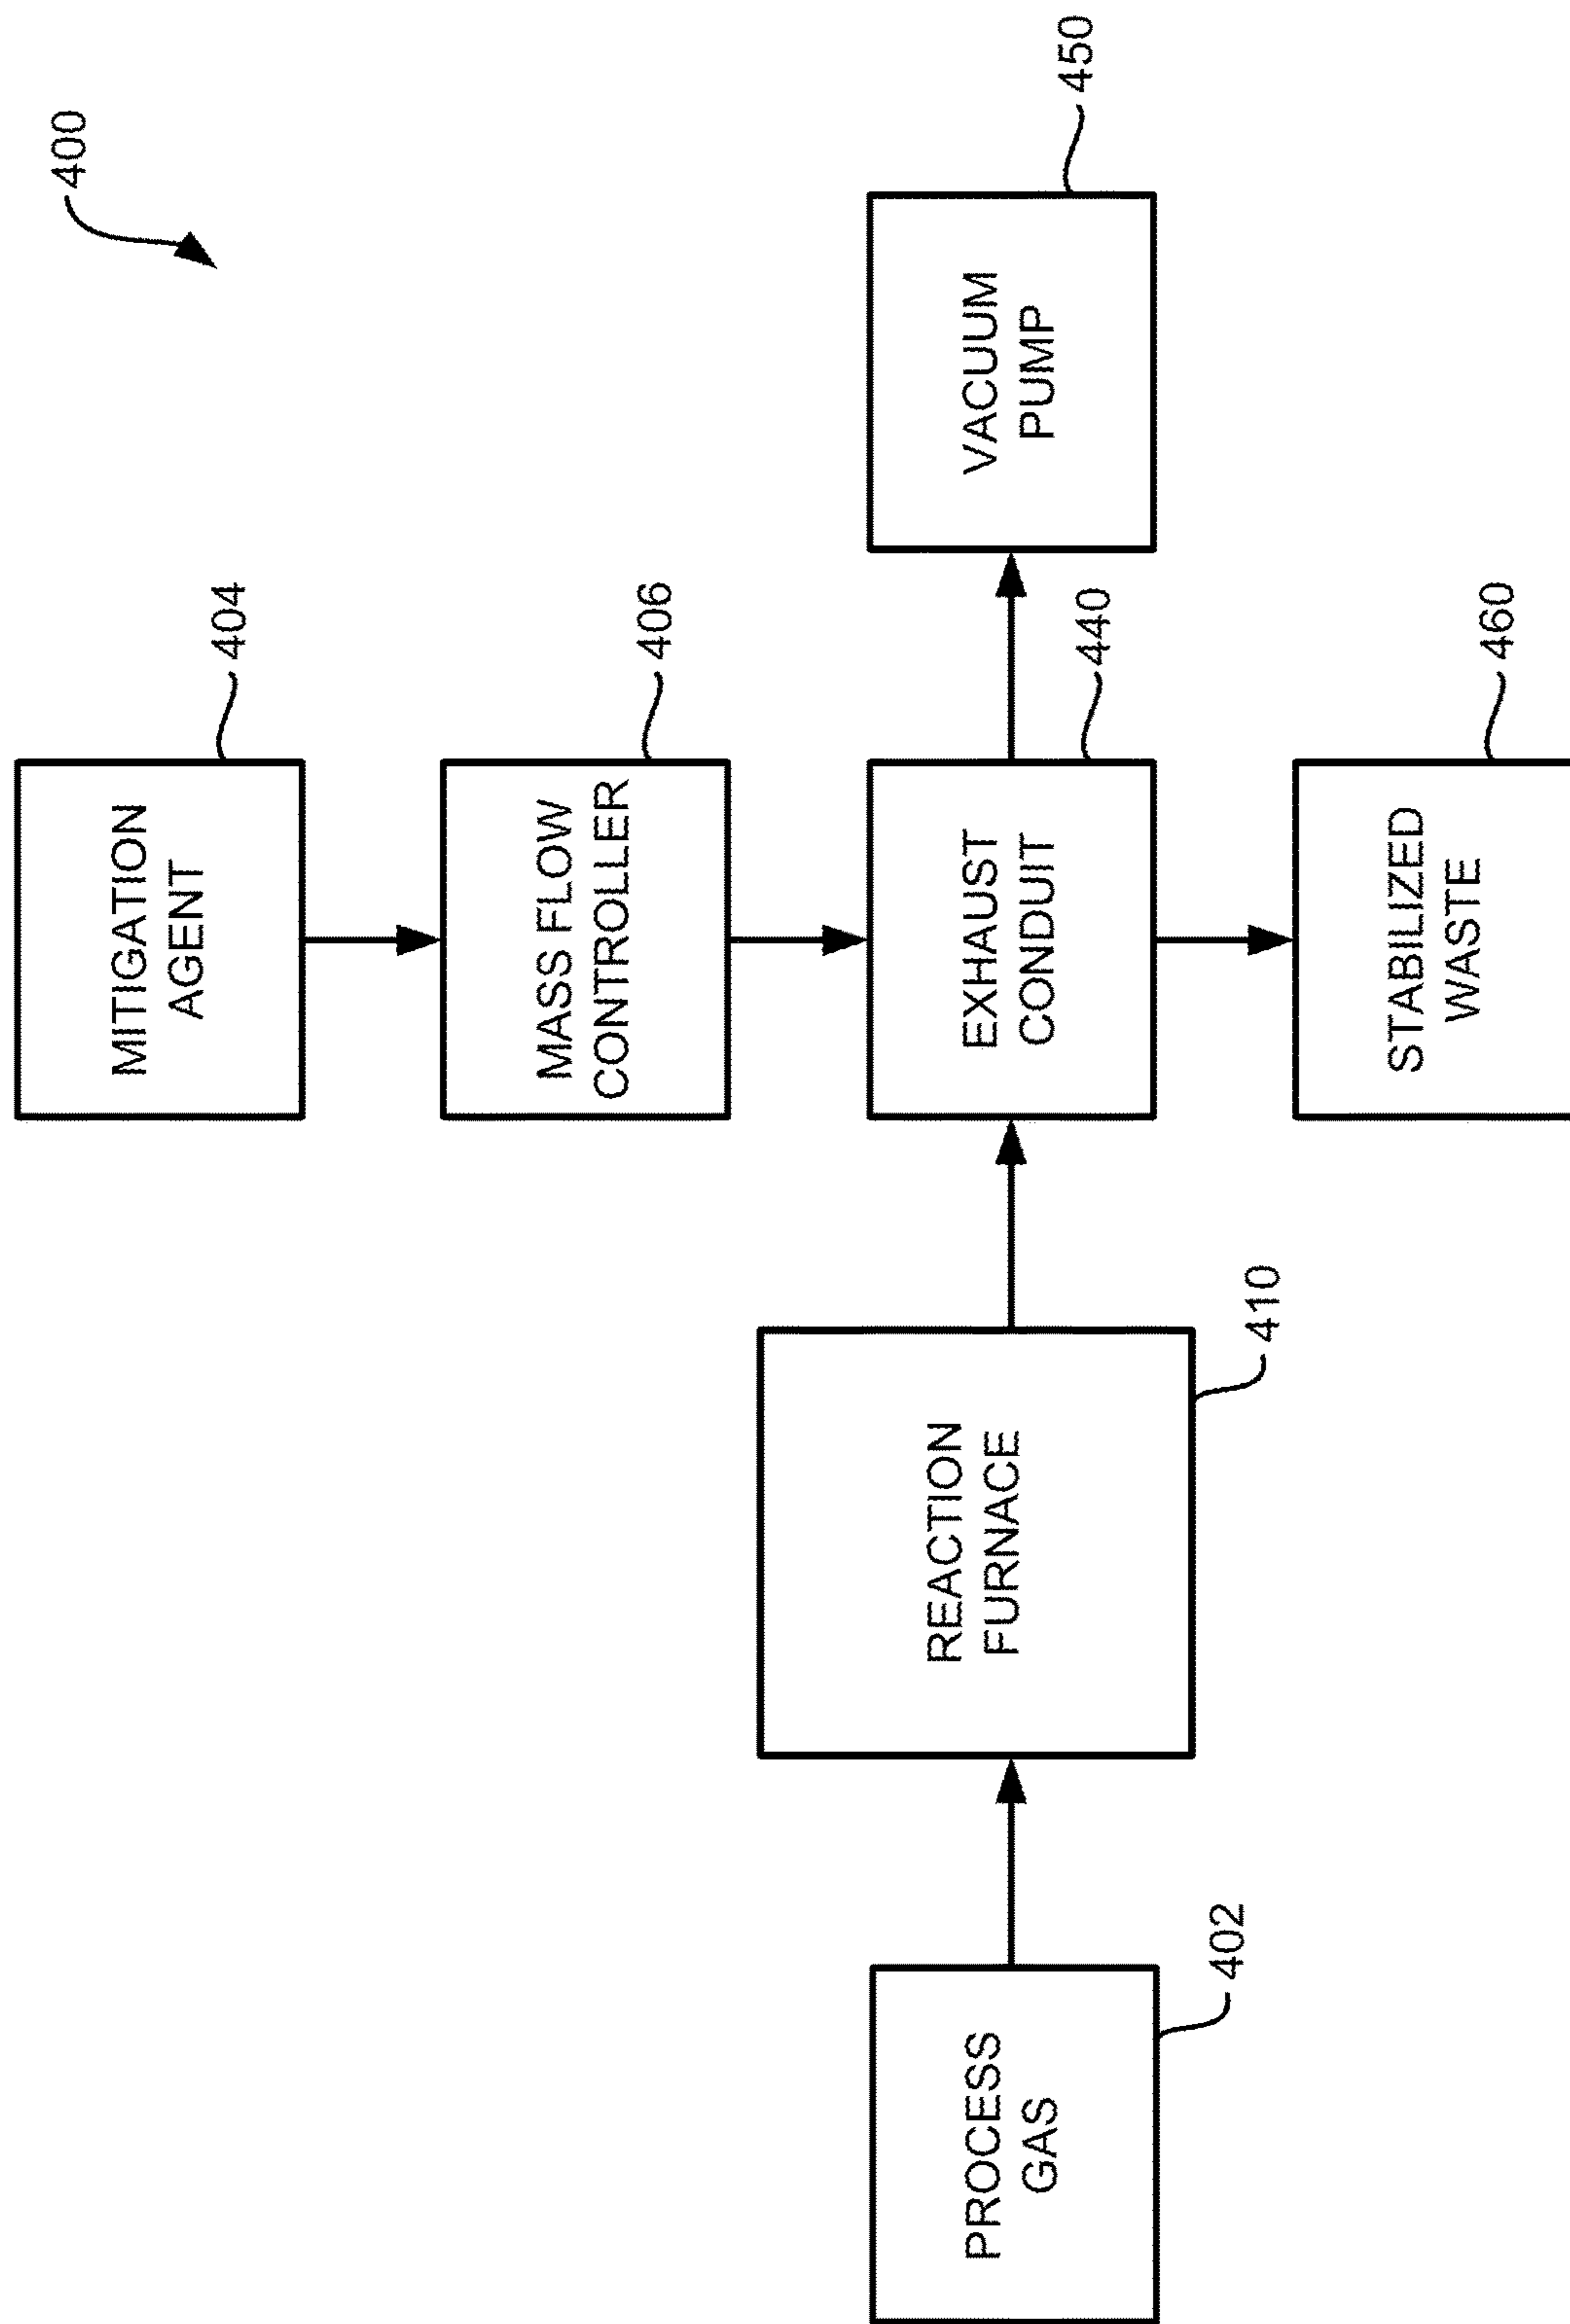 400
MITIGATION
AGENT
404
MASS FLOW
CONTROLLER
406
PROCESS
GAS
402
REACTION
FURNACE
410
EXHAUST
CONDUIT
440
VACUUM
PUMP
450
STABILIZED
WASTE
460